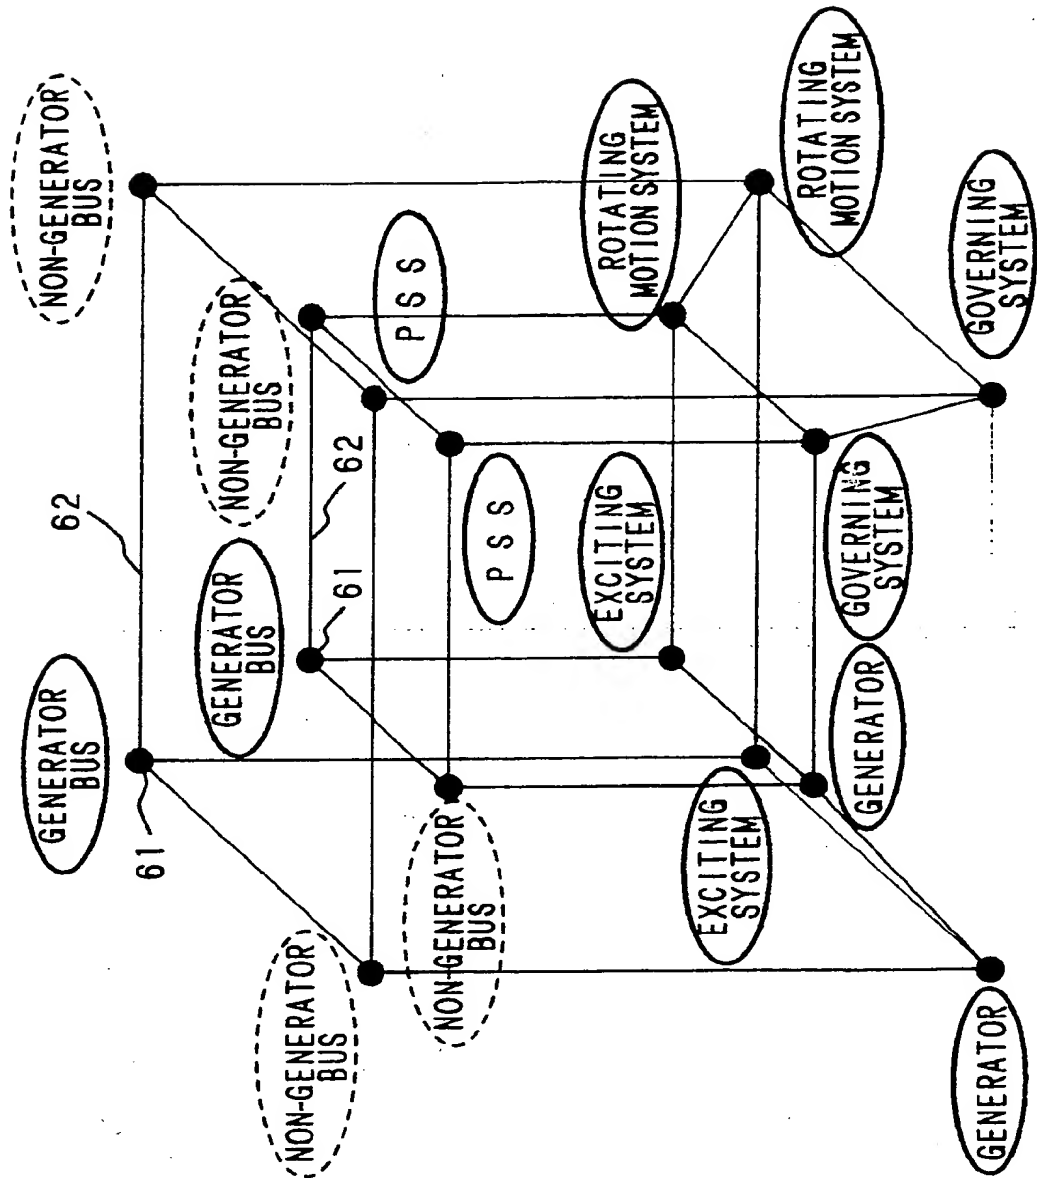 GENERATOR
BUS
62
NON-GENERATOR
BUS
61
GENERATOR
BUS
NON-GENERATOR
BUS
NON-GENERATOR
BUS
61
62
PSS
NON-GENERATOR
BUS
PSS
EXCITING
SYSTEM
ROTATING
MOTION SYSTEM
EXCITING
SYSTEM
ROTATING
MOTION SYSTEM
GENERATOR
GOVERNING
SYSTEM
GENERATOR
GOVERNING
SYSTEM